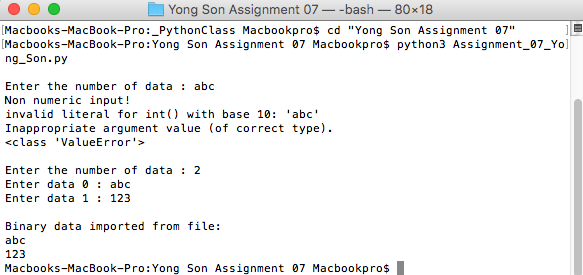 Yong Son Assignment 07 — -bash — 80×18
[Macbooks-MacBook-Pro:_PythonClass Macbookpro$ cd "Yong Son Assignment 07"]
[Macbooks-MacBook-Pro:Yong Son Assignment 07 Macbookpro$ python3 Assignment_07_Yo]
ng_Son.py
Enter the number of data : abc
Non numeric input!
invalid literal for int() with base 10: 'abc'
Inappropriate argument value (of correct type).
<class 'ValueError'>
Enter the number of data : 2
Enter data 0 : abc
Enter data 1 : 123
Binary data imported from file:
abc
123
Macbooks-MacBook-Pro:Yong Son Assignment 07 Macbookpro$